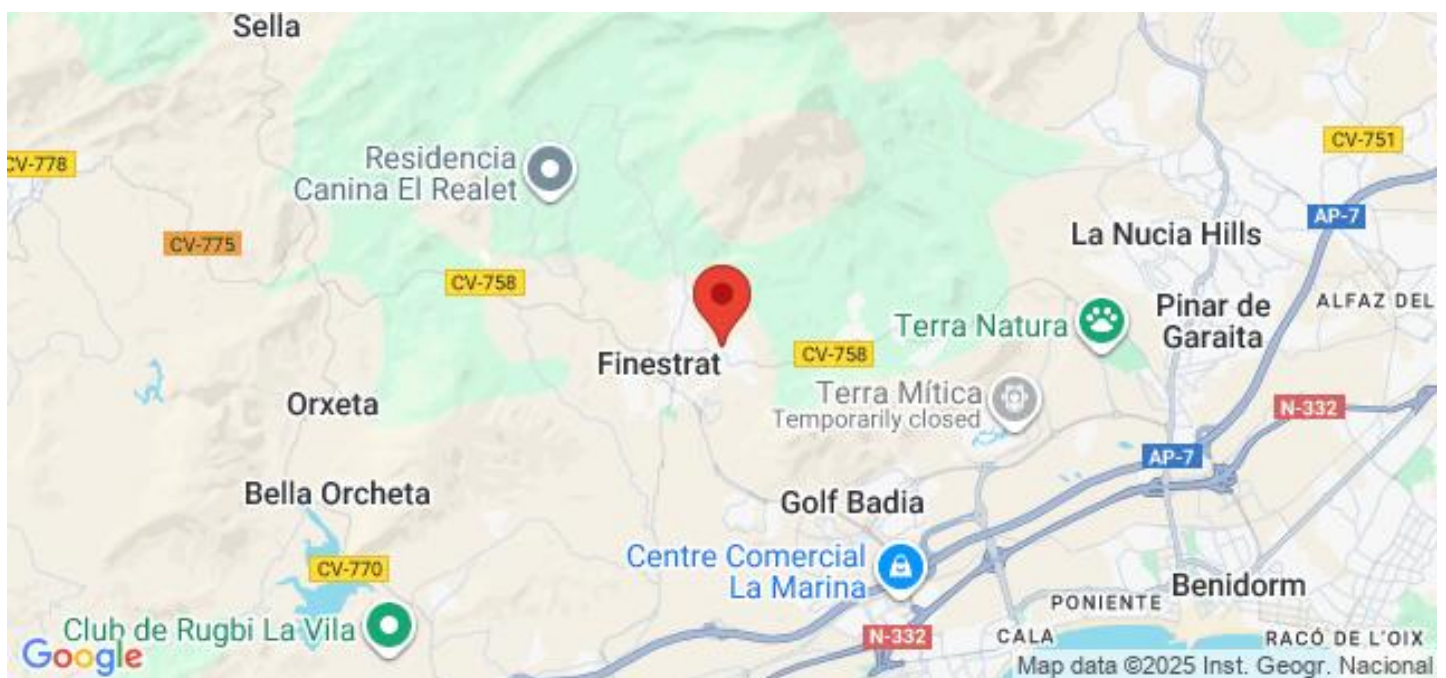 Sella
CV-778
Residencia
Canina El Realet
CV-751
AP-7
CV-775
La Nucia Hills
CV-758
Terra Natura
Pinar de
Garaita
ALFAZ DEL
Finestrat
CV-758
Terra Mítica
Temporarily closed
Orxeta
N-332
AP-7
Bella Orcheta
Golf Badia
Centre Comercial
La Marina
CV-770
Benidorm
PONIENTE
Club de Rugbi La Vila
N-332
CALA
RACÓ DE L'OIX
Google
Map data ©2025 Inst. Geogr. Nacional